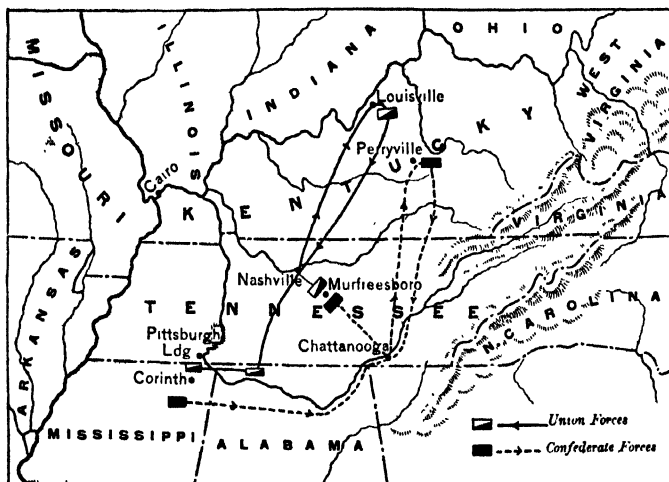 OHIO
INDIANA
ILLINOIS
MISSOURI
WEST VIRGINIA
Louisville
Perryville
KENTUCKY
Cairo
VIRGINIA
Nashville
Murfreesboro
TENNESSEE
N.CAROLINA
ARKANSAS
Pittsburgh
Ldg
Chattanooga
Corinth
MISSISSIPPI
ALABAMA
Union Forces
Confederate Forces